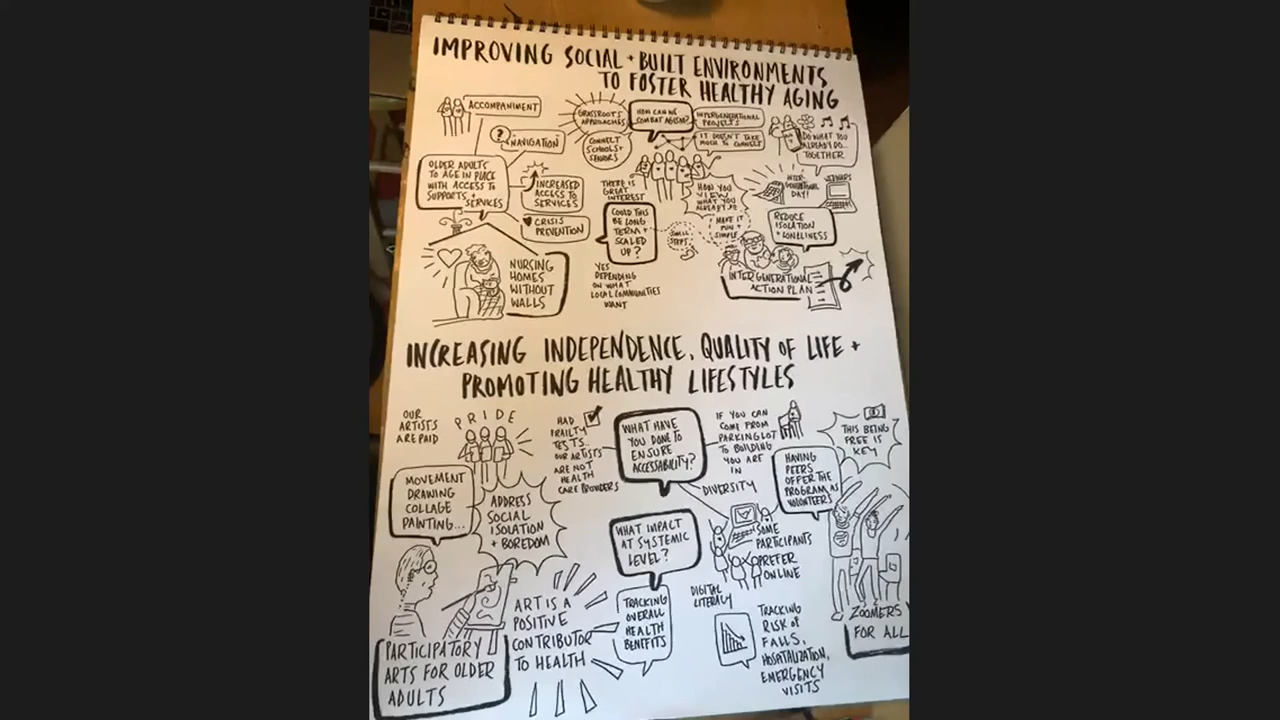 IMPROVING SOCIAL + BUILT ENVIRONMENTS
TO FOSTER HEALTHY AGING
ACCOMPANIMENT
?
NAVIGATION
OLDER ADULTS
TO AGE IN PLACE
WITH ACCESS TO
SUPPORTS +
SERVICES
INCREASED
ACCESS TO
SERVICES
CRISIS
PREVENTION
NURSING
HOMES
WITHOUT
WALLS
GRASSROOTS
APPROACHES
CONNECT
SCHOOLS +
SENIORS
HOW CAN WE
COMBAT AGEISM?
INTERGENERATIONAL
PROJECTS
IT DOESN'T TAKE
MUCH TO CONNECT
THERE IS
GREAT
INTEREST
COULD THIS
BE LONG
TERM +
SCALED
UP?
YES
DEPENDING
ON WHAT
LOCAL COMMUNITIES
WANT
HOW YOU
VIEW
WHAT YOU
ALREADY DO
MAKE IT
FUN +
SIMPLE
SMALL
STEPS
DO WHAT YOU
ALREADY DO...
TOGETHER
INTER-
GENERATIONAL
DAY!
WEBINARS
REDUCE
ISOLATION
+ LONELINESS
INTERGENERATIONAL
ACTION PLAN
INCREASING INDEPENDENCE, QUALITY OF LIFE +
PROMOTING HEALTHY LIFESTYLES
OUR
ARTISTS
ARE PAID
PRIDE
MOVEMENT
DRAWING
COLLAGE
PAINTING...
ADDRESS
SOCIAL
ISOLATION
+ BOREDOM
PARTICIPATORY
ARTS FOR OLDER
ADULTS
ART IS A
POSITIVE
CONTRIBUTOR
TO HEALTH
HAD
FRAILTY
TESTS...
OUR ARTISTS
ARE NOT
HEALTH
CARE PROVIDERS
WHAT HAVE
YOU DONE TO
ENSURE
ACCESSABILITY?
IF YOU CAN
COME FROM
PARKING LOT
TO BUILDING
YOU ARE
IN
DIVERSITY
WHAT IMPACT
AT SYSTEMIC
LEVEL?
SOME
PARTICIPANTS
PREFER
ONLINE
DIGITAL
LITERACY
TRACKING
OVERALL
HEALTH
BENEFITS
TRACKING
RISK OF
FALLS,
HOSPITALIZATION,
EMERGENCY
VISITS
THIS BEING
FREE IS
KEY
HAVING
PEERS
OFFER THE
PROGRAM AS
VOLUNTEERS
ZOOMERS
FOR ALL